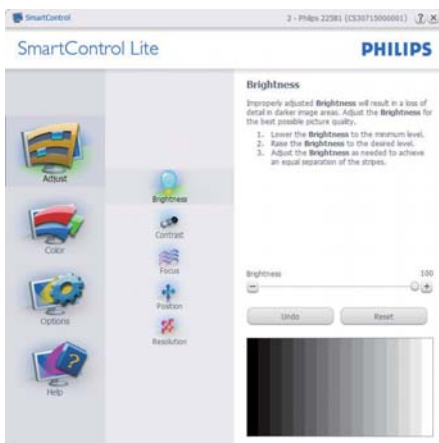 SmartControl
2 - Philips 22581 (CS30715000001)
? X
SmartControl Lite
PHILIPS
Adjust
Color
Options
Help
Brightness
Contrast
Focus
Position
Resolution
Brightness
Improperly adjusted Brightness will result in a loss of
detail in darker image areas. Adjust the Brightness for
the best possible picture quality.
1. Lower the Brightness to the minimum level.
2. Raise the Brightness to the desired level.
3. Adjust the Brightness as needed to achieve
an equal separation of the stripes.
Brightness 100
Undo Reset